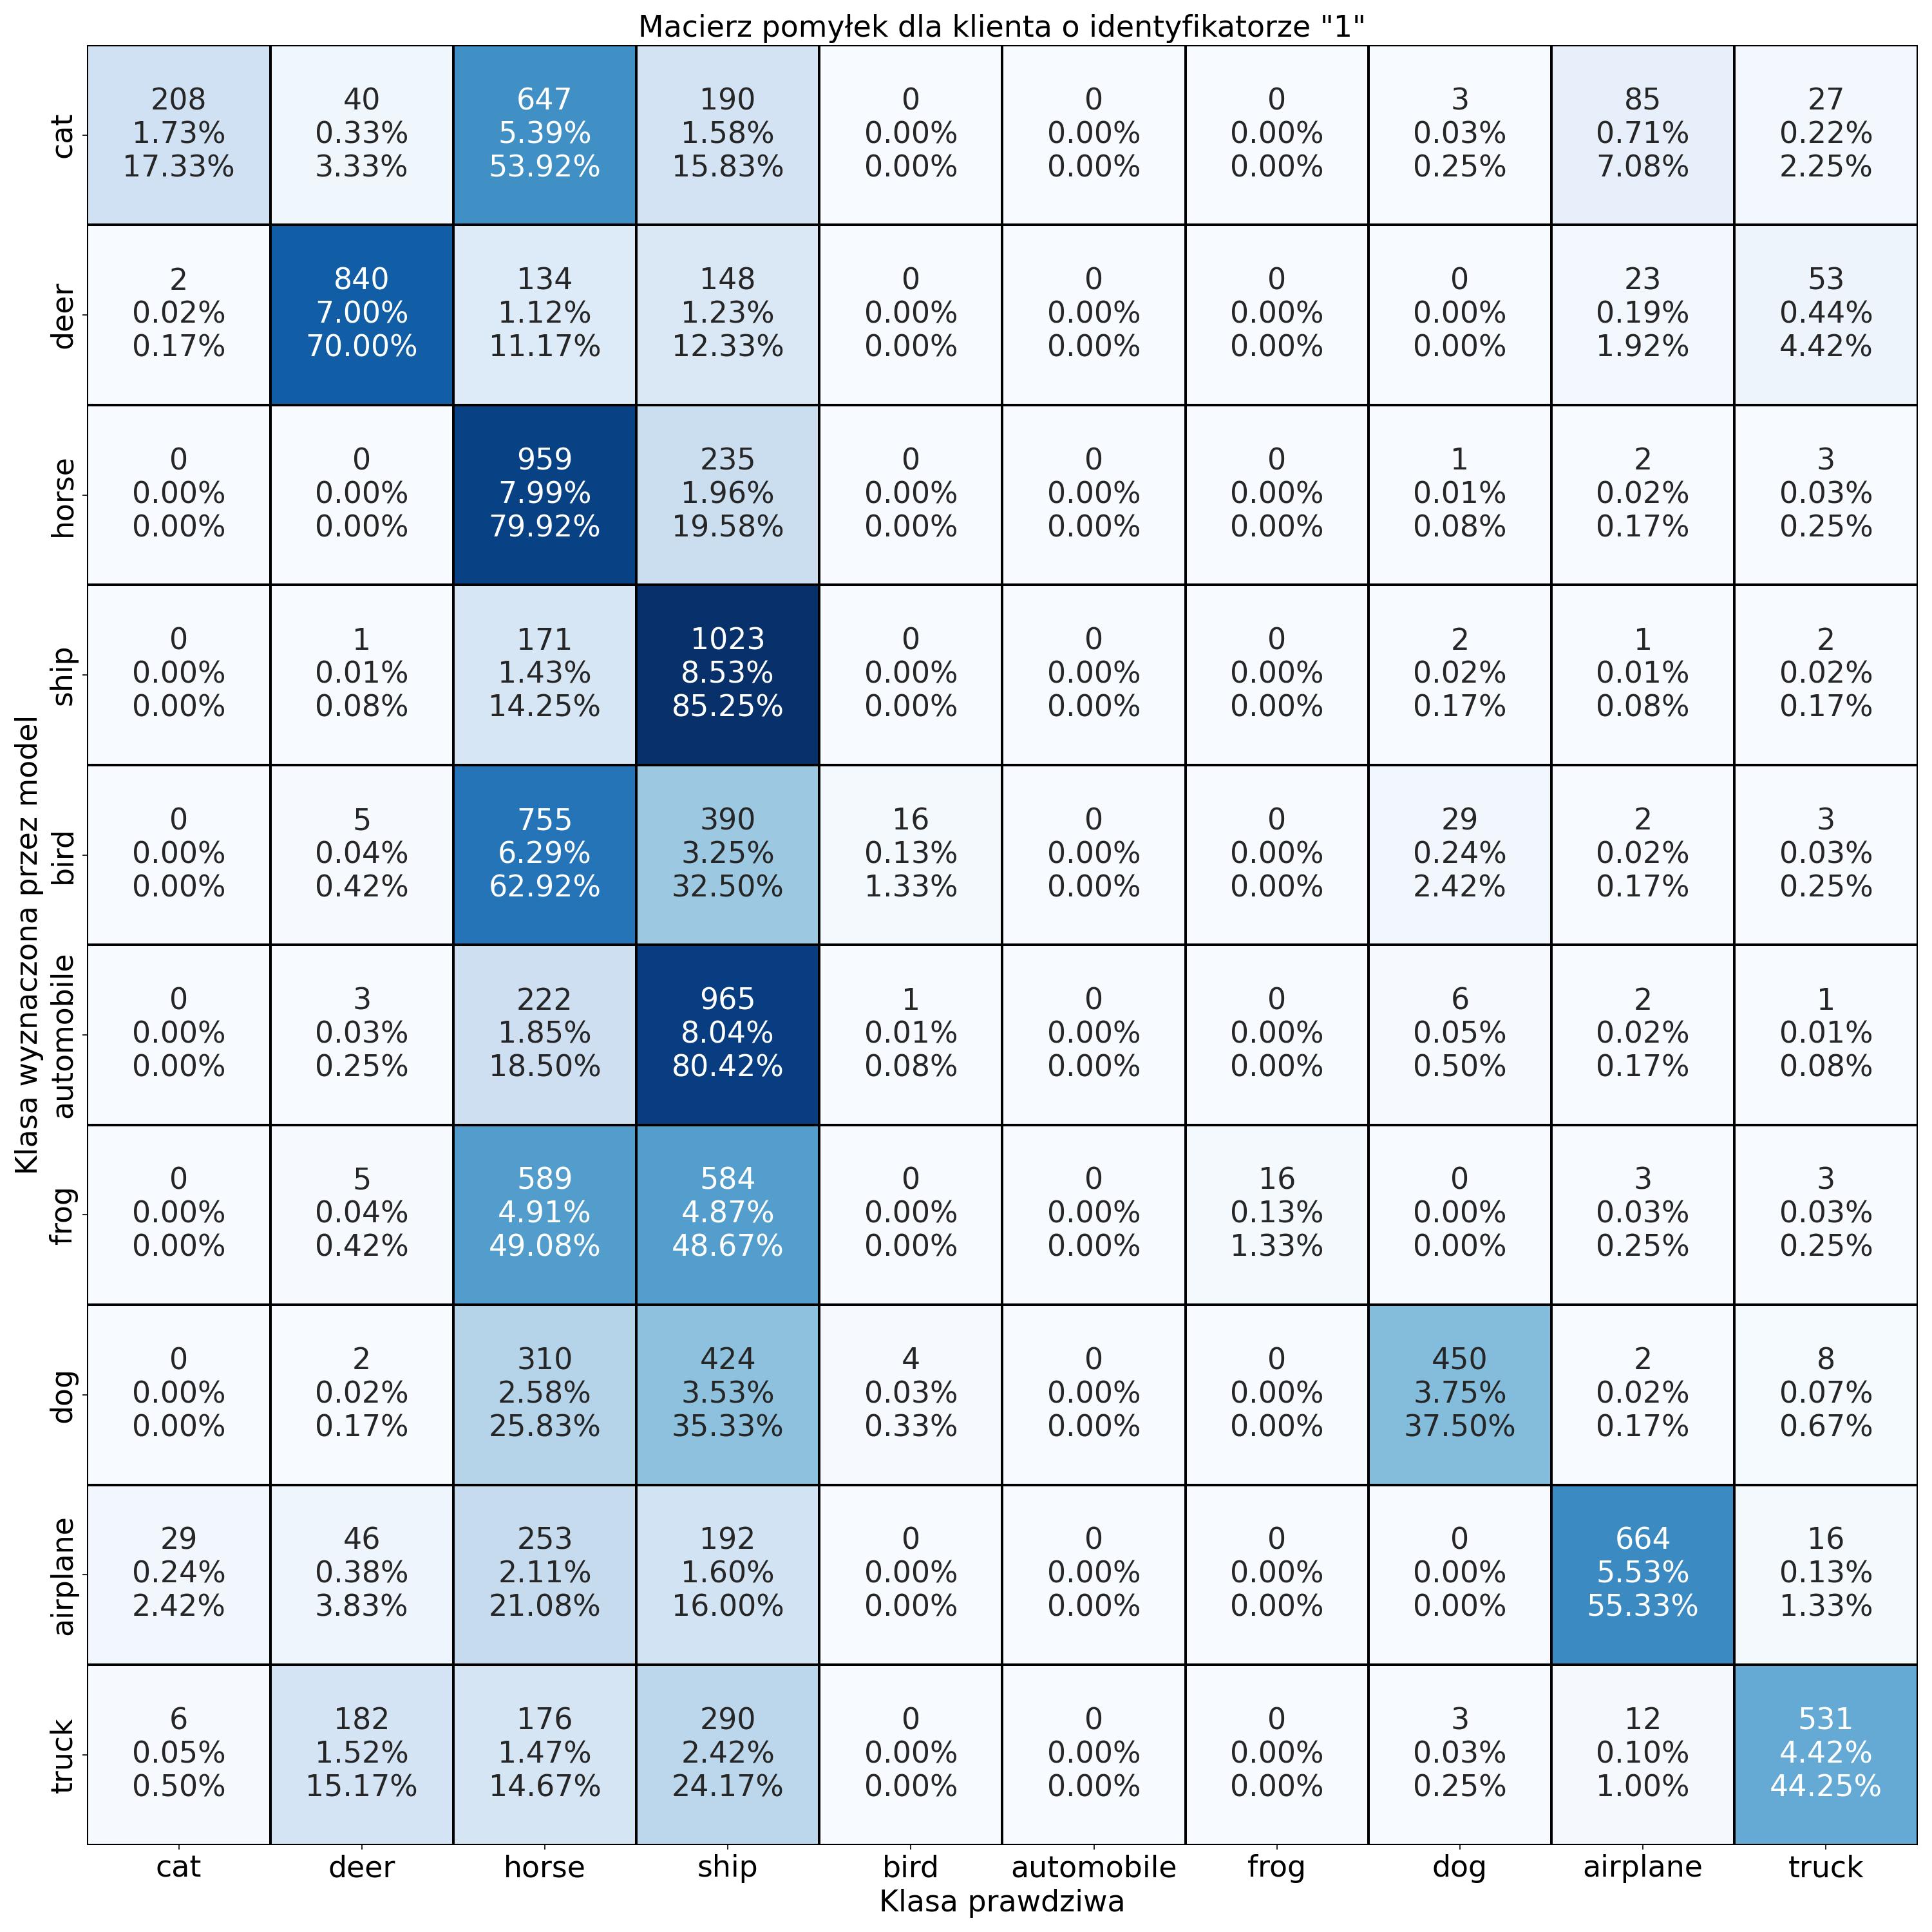 Macierz pomyłek dla klienta o identyfikatorze "1"
Klasa wyznaczona przez model
cat
208 40 647 190 0 0 0 3 85 27
1.73% 0.33% 5.39% 1.58% 0.00% 0.00% 0.00% 0.03% 0.71% 0.22%
17.33% 3.33% 53.92% 15.83% 0.00% 0.00% 0.00% 0.25% 7.08% 2.25%
deer
2 840 134 148 0 0 0 0 23 53
0.02% 7.00% 1.12% 1.23% 0.00% 0.00% 0.00% 0.00% 0.19% 0.44%
0.17% 70.00% 11.17% 12.33% 0.00% 0.00% 0.00% 0.00% 1.92% 4.42%
horse
0 0 959 235 0 0 0 1 2 3
0.00% 0.00% 7.99% 1.96% 0.00% 0.00% 0.00% 0.01% 0.02% 0.03%
0.00% 0.00% 79.92% 19.58% 0.00% 0.00% 0.00% 0.08% 0.17% 0.25%
ship
0 1 171 1023 0 0 0 2 1 2
0.00% 0.01% 1.43% 8.53% 0.00% 0.00% 0.00% 0.02% 0.01% 0.02%
0.00% 0.08% 14.25% 85.25% 0.00% 0.00% 0.00% 0.17% 0.08% 0.17%
bird
0 5 755 390 16 0 0 29 2 3
0.00% 0.04% 6.29% 3.25% 0.13% 0.00% 0.00% 0.24% 0.02% 0.03%
0.00% 0.42% 62.92% 32.50% 1.33% 0.00% 0.00% 2.42% 0.17% 0.25%
automobile
0 3 222 965 1 0 0 6 2 1
0.00% 0.03% 1.85% 8.04% 0.01% 0.00% 0.00% 0.05% 0.02% 0.01%
0.00% 0.25% 18.50% 80.42% 0.08% 0.00% 0.00% 0.50% 0.17% 0.08%
frog
0 5 589 584 0 0 16 0 3 3
0.00% 0.04% 4.91% 4.87% 0.00% 0.00% 0.13% 0.00% 0.03% 0.03%
0.00% 0.42% 49.08% 48.67% 0.00% 0.00% 1.33% 0.00% 0.25% 0.25%
dog
0 2 310 424 4 0 0 450 2 8
0.00% 0.02% 2.58% 3.53% 0.03% 0.00% 0.00% 3.75% 0.02% 0.07%
0.00% 0.17% 25.83% 35.33% 0.33% 0.00% 0.00% 37.50% 0.17% 0.67%
airplane
29 46 253 192 0 0 0 0 664 16
0.24% 0.38% 2.11% 1.60% 0.00% 0.00% 0.00% 0.00% 5.53% 0.13%
2.42% 3.83% 21.08% 16.00% 0.00% 0.00% 0.00% 0.00% 55.33% 1.33%
truck
6 182 176 290 0 0 0 3 12 531
0.05% 1.52% 1.47% 2.42% 0.00% 0.00% 0.00% 0.03% 0.10% 4.42%
0.50% 15.17% 14.67% 24.17% 0.00% 0.00% 0.00% 0.25% 1.00% 44.25%
cat deer horse ship bird automobile frog dog airplane truck
Klasa prawdziwa